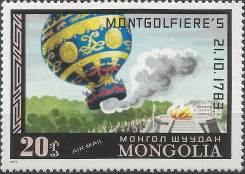 MONTGOLFIERE'S
21.10.1783
AIR MAIL
20
МОНГОЛ ШУУДАН
MONGOLIA